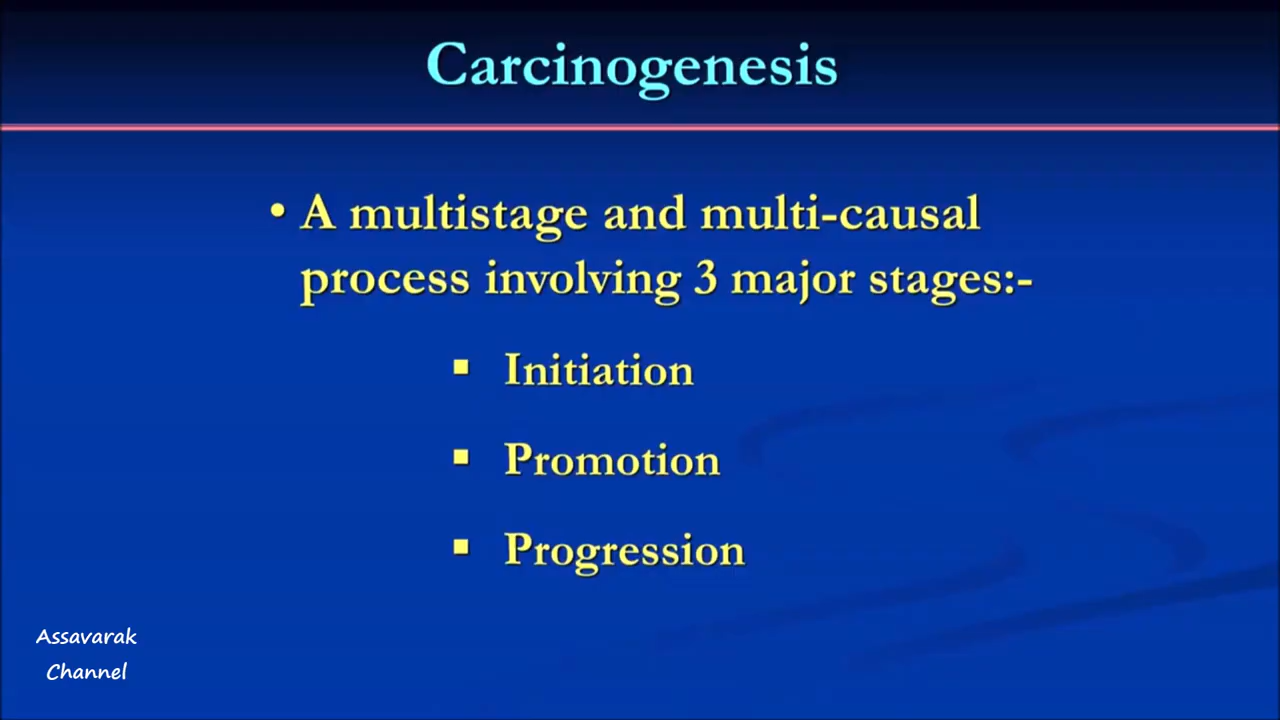 Carcinogenesis
• A multistage and multi-causal
process involving 3 major stages:-
▪ Initiation
▪ Promotion
▪ Progression
Assavarak
Channel